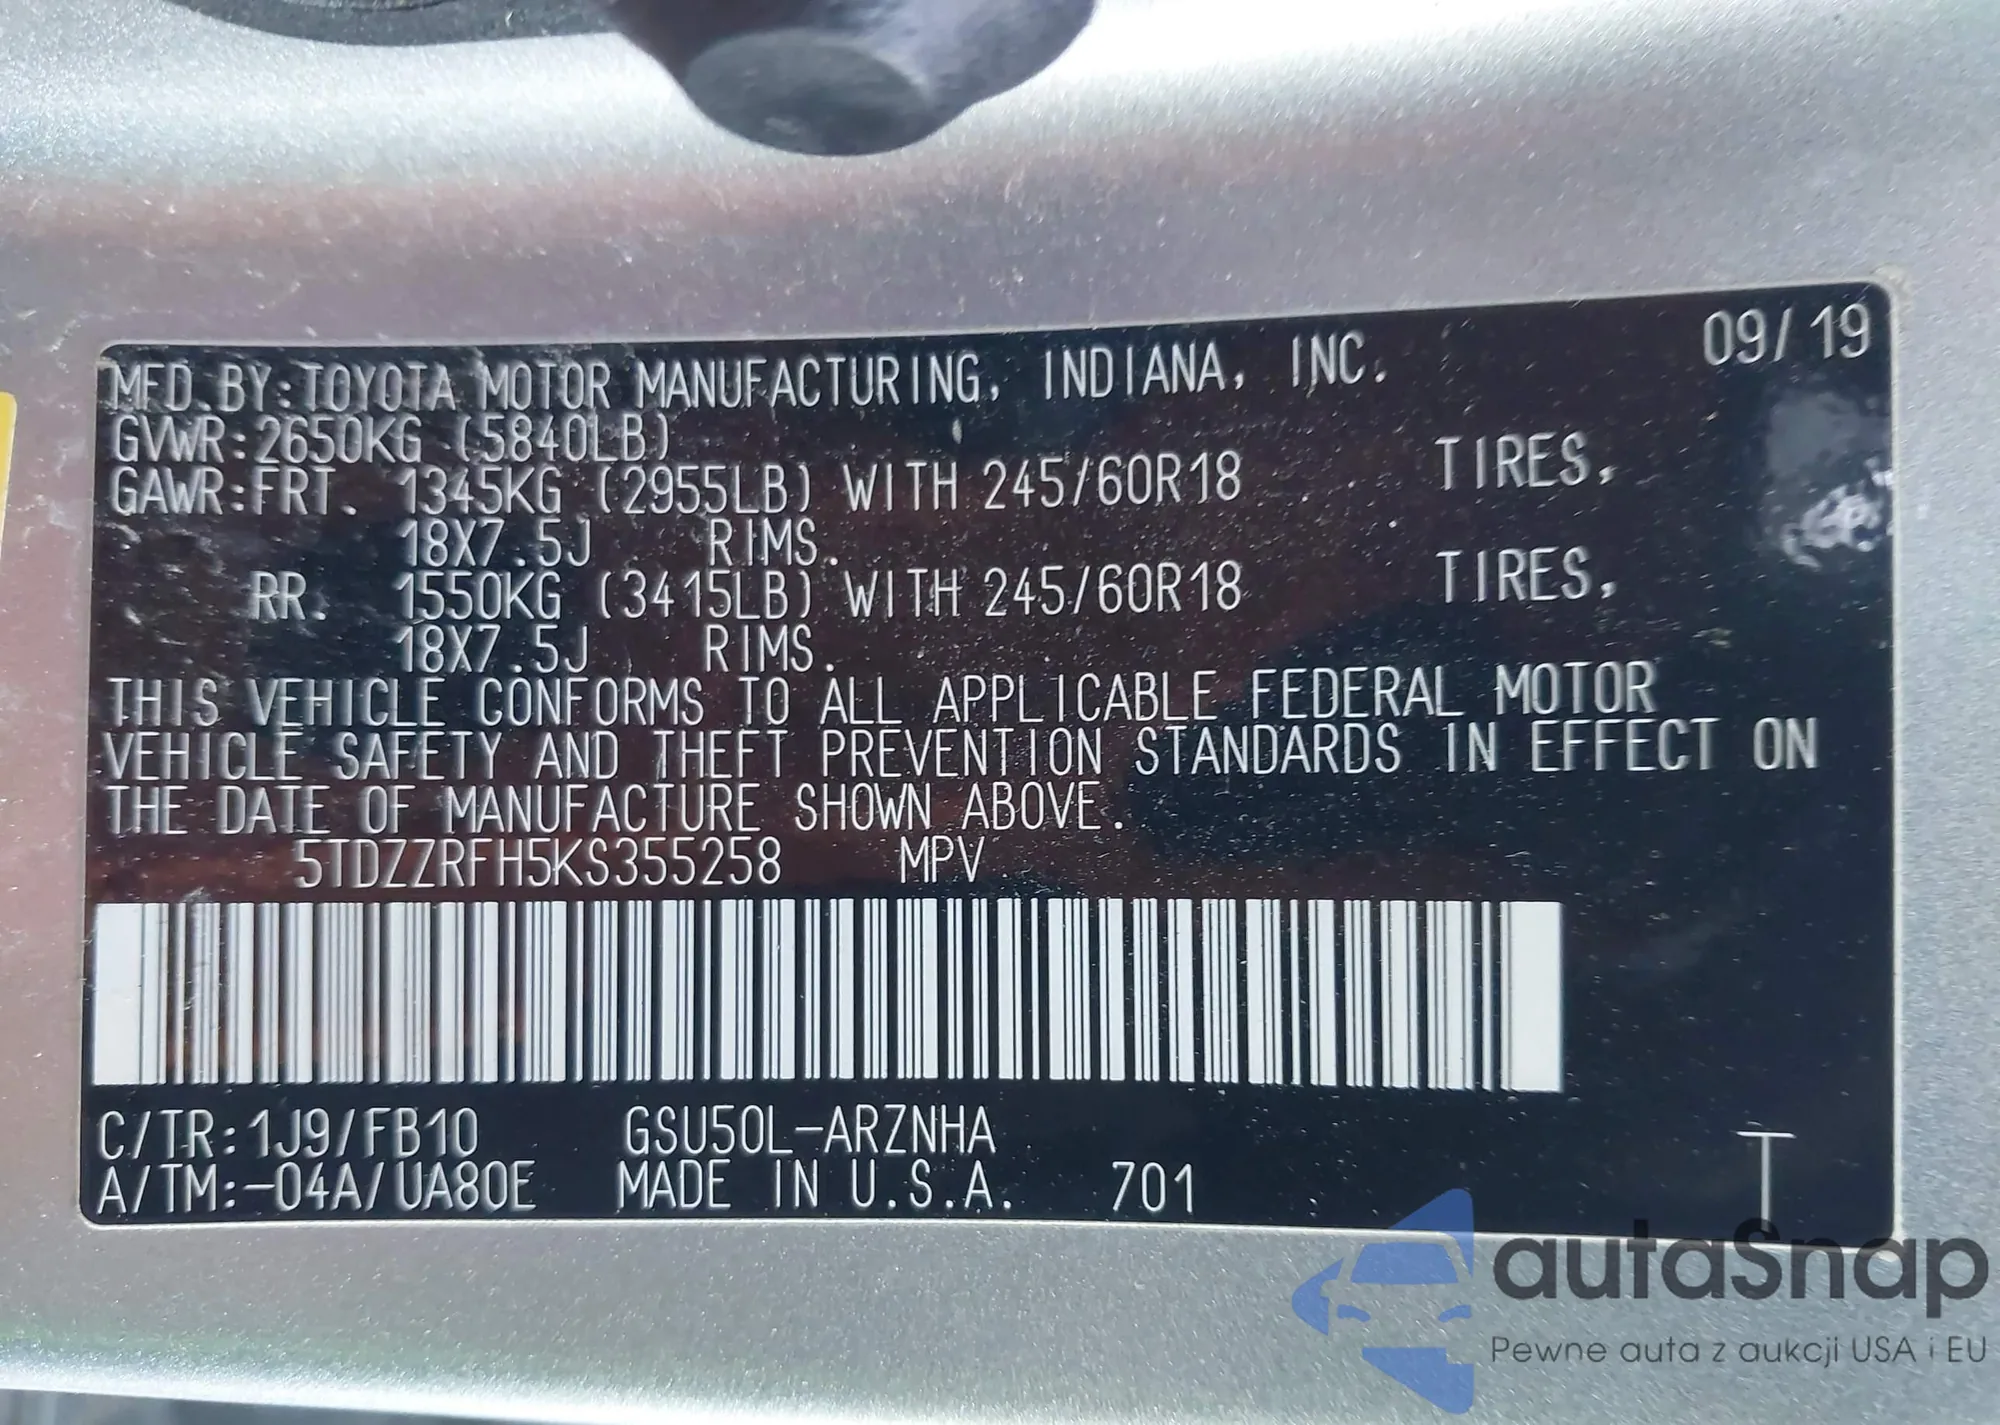 09/19
MFD.BY:TOYOTA MOTOR MANUFACTURING, INDIANA, INC.
GVWR:2650KG (5840LB)
GAWR:FRT. 1345KG (2955LB) WITH 245/60R18 TIRES,
18X7.5J RIMS.
RR. 1550KG (3415LB) WITH 245/60R18 TIRES,
18X7.5J RIMS.
THIS VEHICLE CONFORMS TO ALL APPLICABLE FEDERAL MOTOR
VEHICLE SAFETY AND THEFT PREVENTION STANDARDS IN EFFECT ON
THE DATE OF MANUFACTURE SHOWN ABOVE.
5TDZZRFH5KS355258 MPV
C/TR:1J9/FB10 GSU50L-ARZNHA
A/TM:-04A/UA80E MADE IN U.S.A. 701
T
autaSnap
Pewne auta z aukcji USA i EU